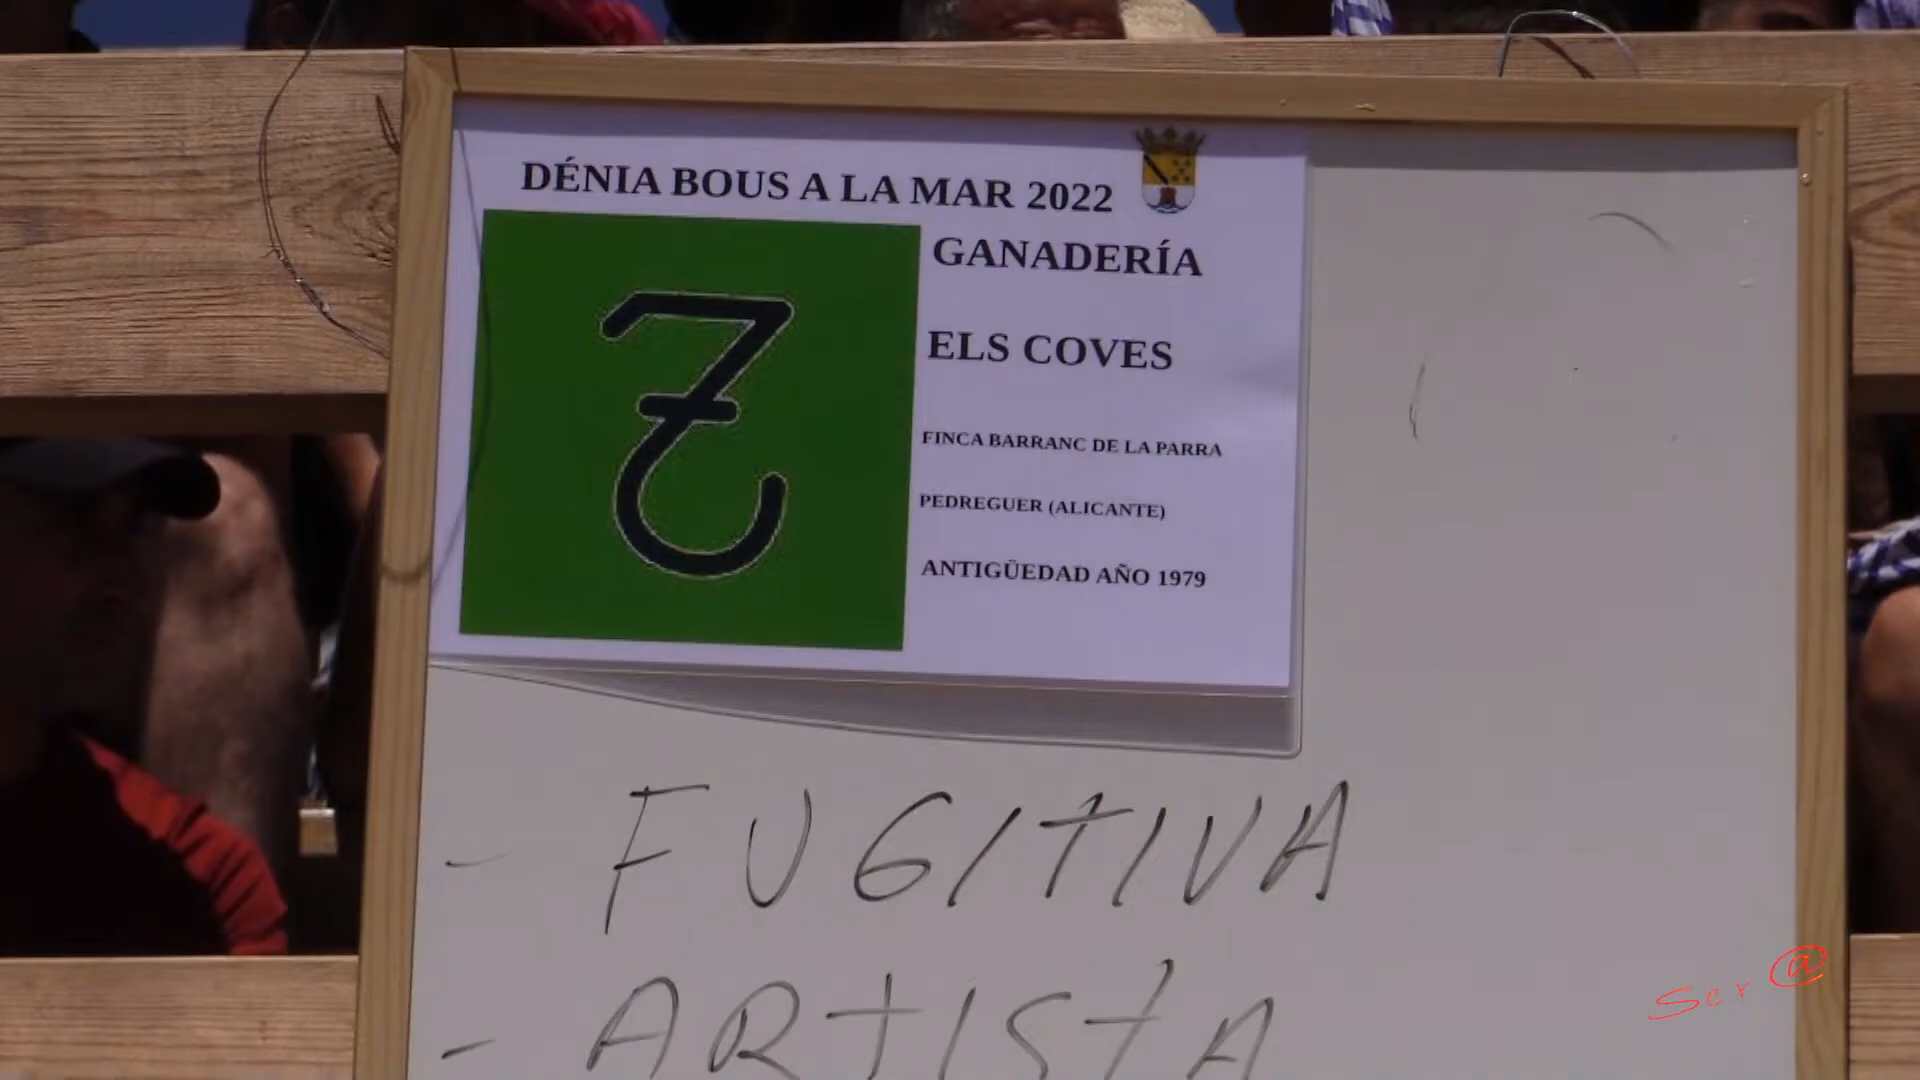 DÉNIA BOUS A LA MAR 2022
GANADERÍA
ELS COVES
FINCA BARRANC DE LA PARRA
PEDREGUER (ALICANTE)
ANTIGÜEDAD AÑO 1979
- FUGITIVA
- ARTISTA
Scr@